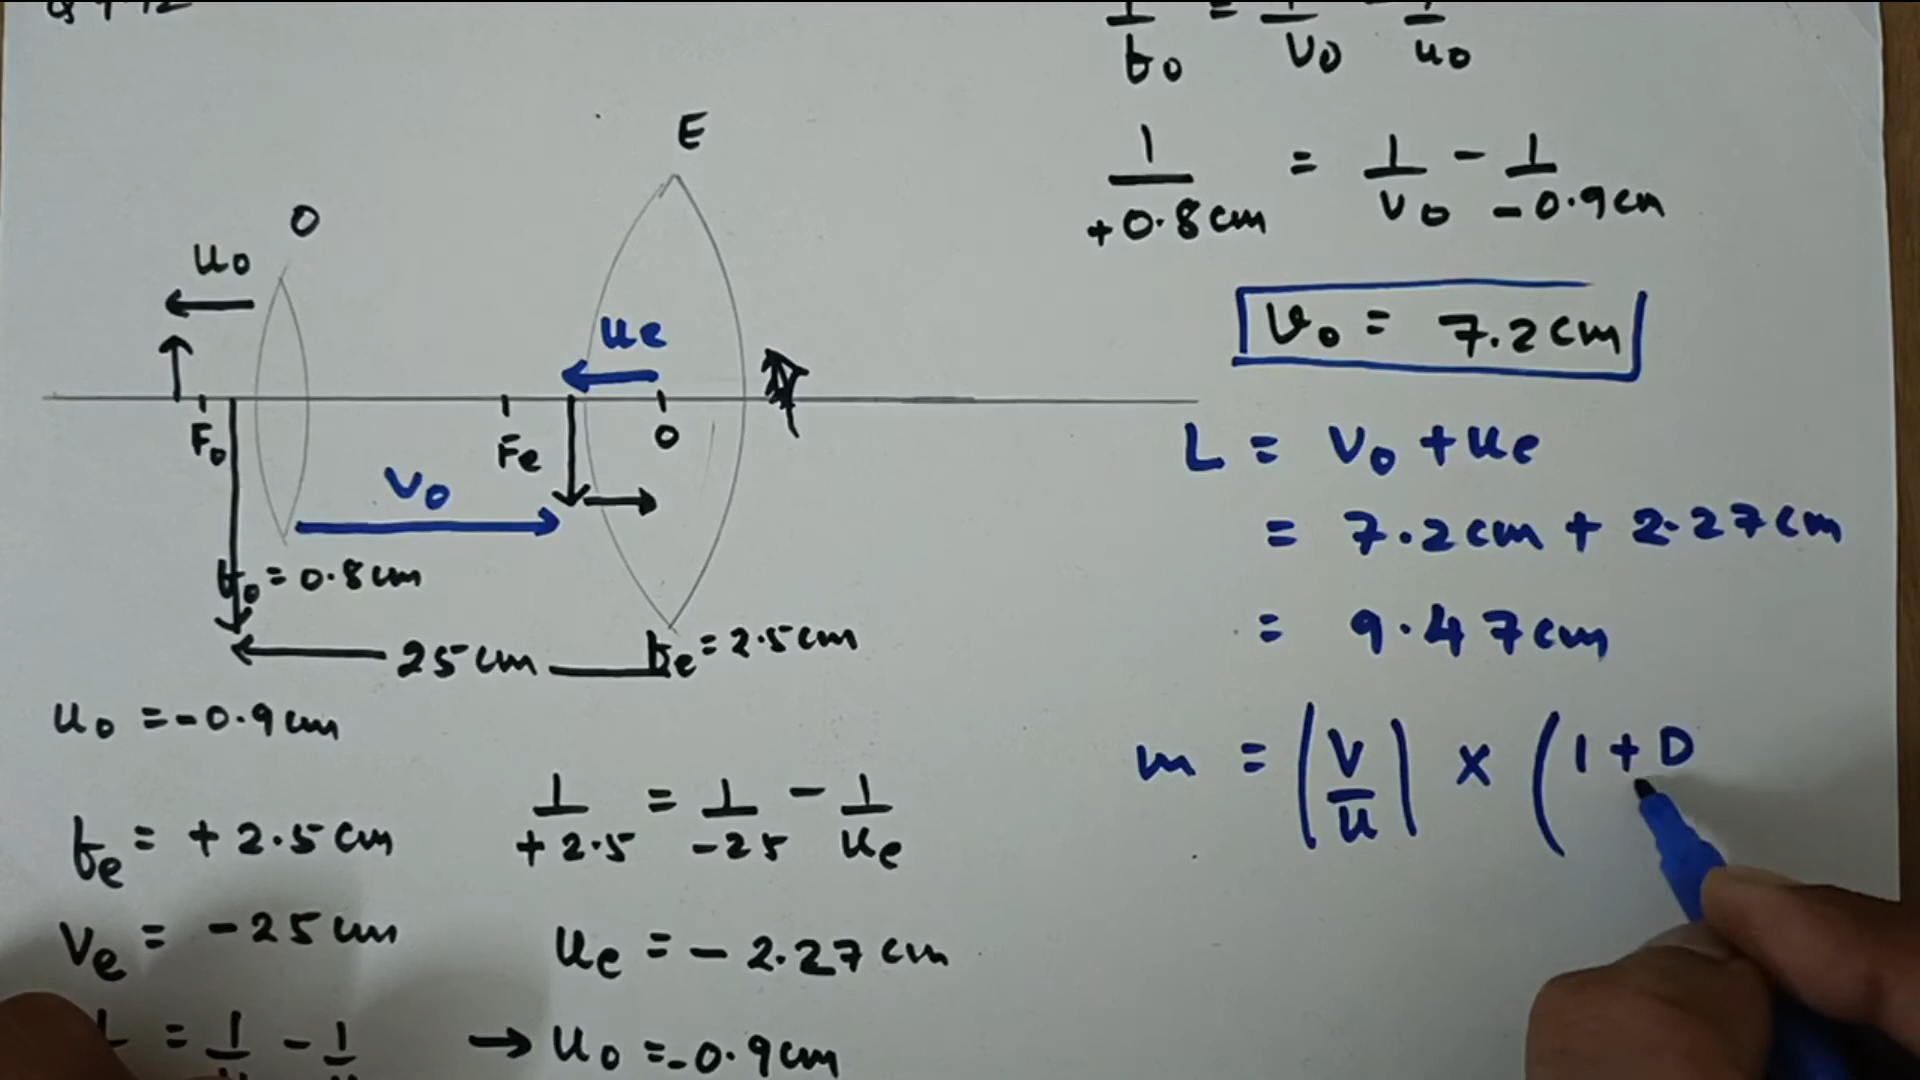 E
O
u₀
ue
F₀
Fe
O
v₀
f₀ = 0.8 cm
25 cm
fe = 2.5 cm
u₀ = -0.9 cm
fe = +2.5 cm
ve = -25 cm
1/+2.5 = 1/-25 - 1/ue
ue = - 2.27 cm
→ u₀ = -0.9 cm
1/f₀ = 1/v₀ - 1/u₀
1/+0.8 cm = 1/v₀ - 1/-0.9 cm
v₀ = 7.2 cm
L = v₀ + ue
= 7.2 cm + 2.27 cm
= 9.47 cm
m = |v/u| × (1 + D